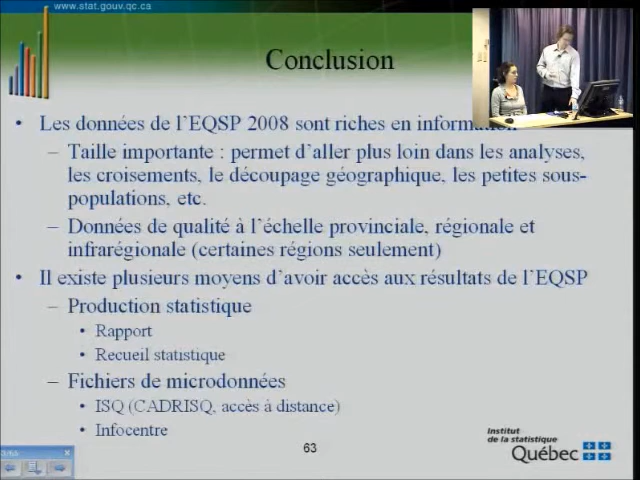 www.stat.gouv.qc.ca
Conclusion
• Les données de l'EQSP 2008 sont riches en information.
– Taille importante : permet d'aller plus loin dans les analyses,
les croisements, le découpage géographique, les petites sous-
populations, etc.
– Données de qualité à l'échelle provinciale, régionale et
infrarégionale (certaines régions seulement)
• Il existe plusieurs moyens d'avoir accès aux résultats de l'EQSP
– Production statistique
• Rapport
• Recueil statistique
– Fichiers de microdonnées
• ISQ (CADRISQ, accès à distance)
• Infocentre
63
Institut
de la statistique
Québec